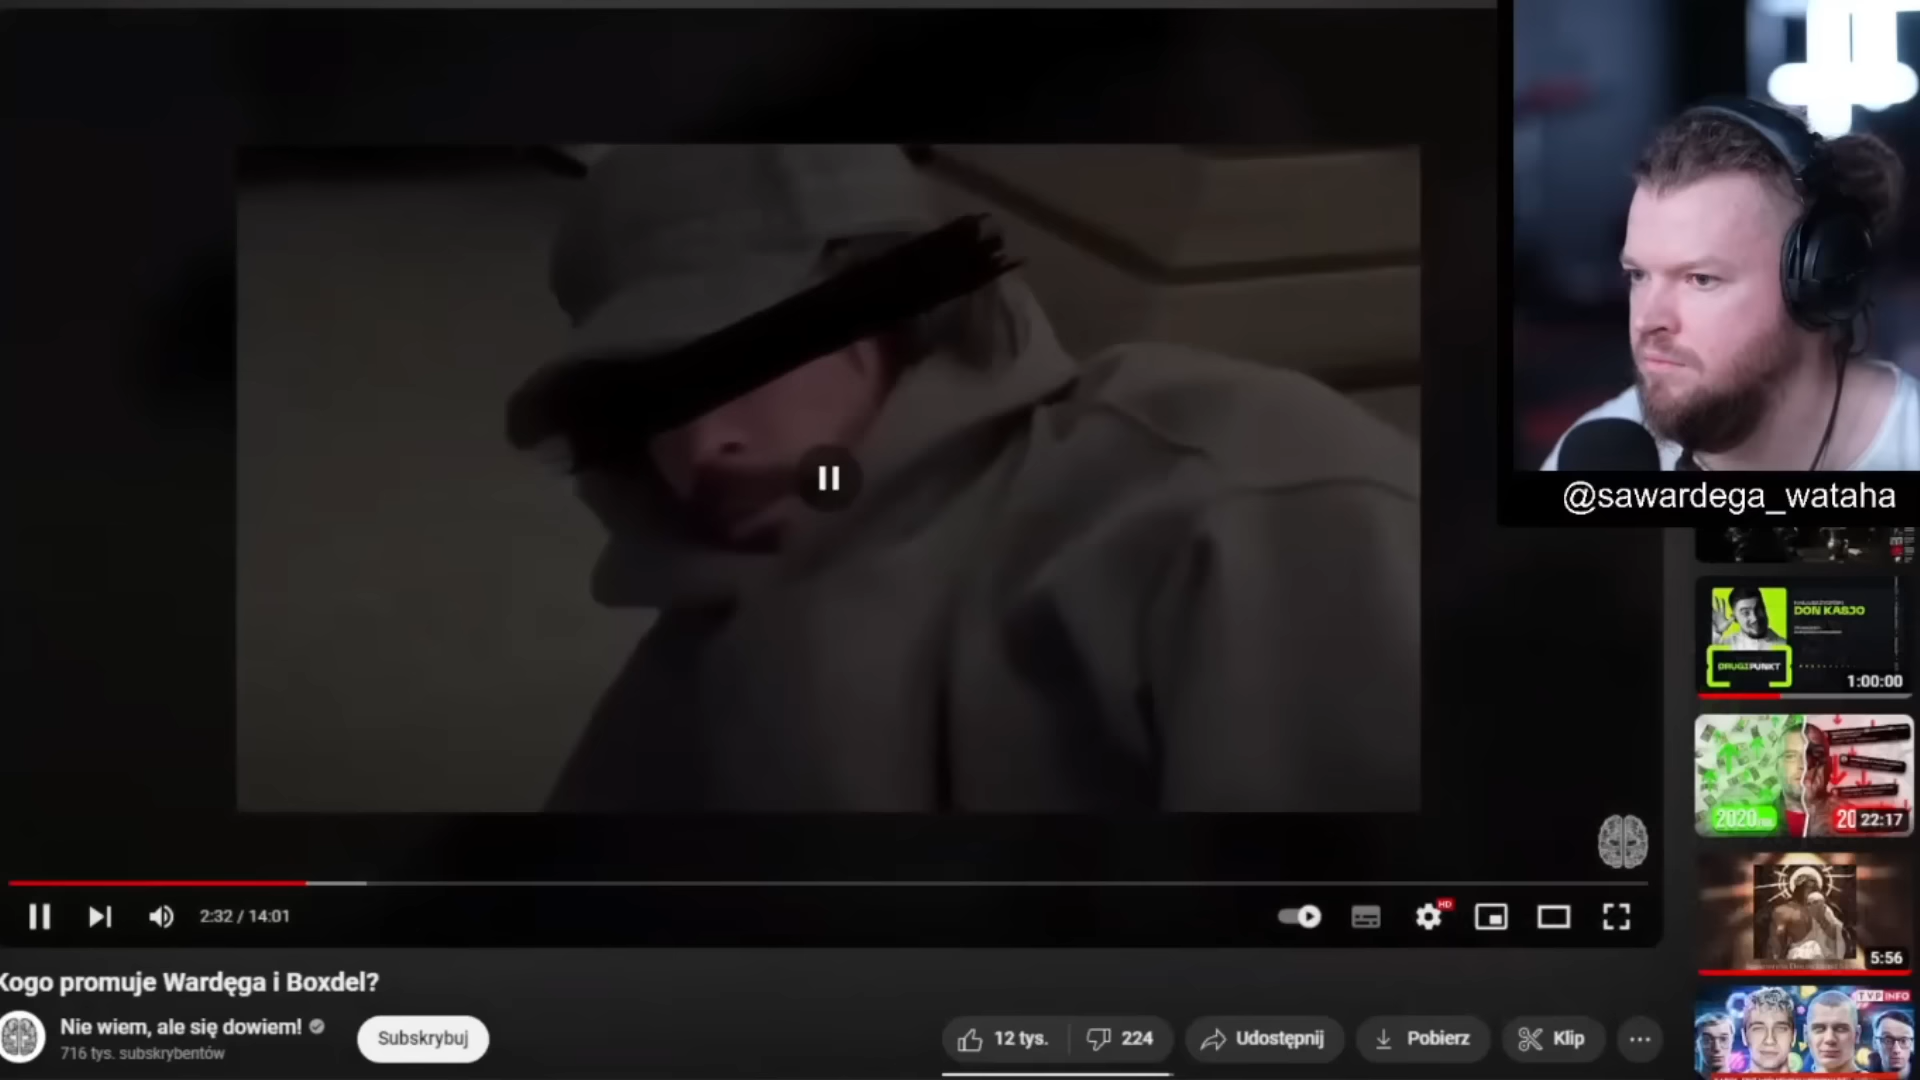 @sawardega_wataha
DON KASJO
DRUGI PUNKT
1:00:00
2020
20
22:17
5:56
TVP INFO
HD
2:32 / 14:01
Kogo promuje Wardęga i Boxdel?
Nie wiem, ale się dowiem!
716 tys. subskrybentów
Subskrybuj
12 tys.
224
Udostępnij
Pobierz
Klip